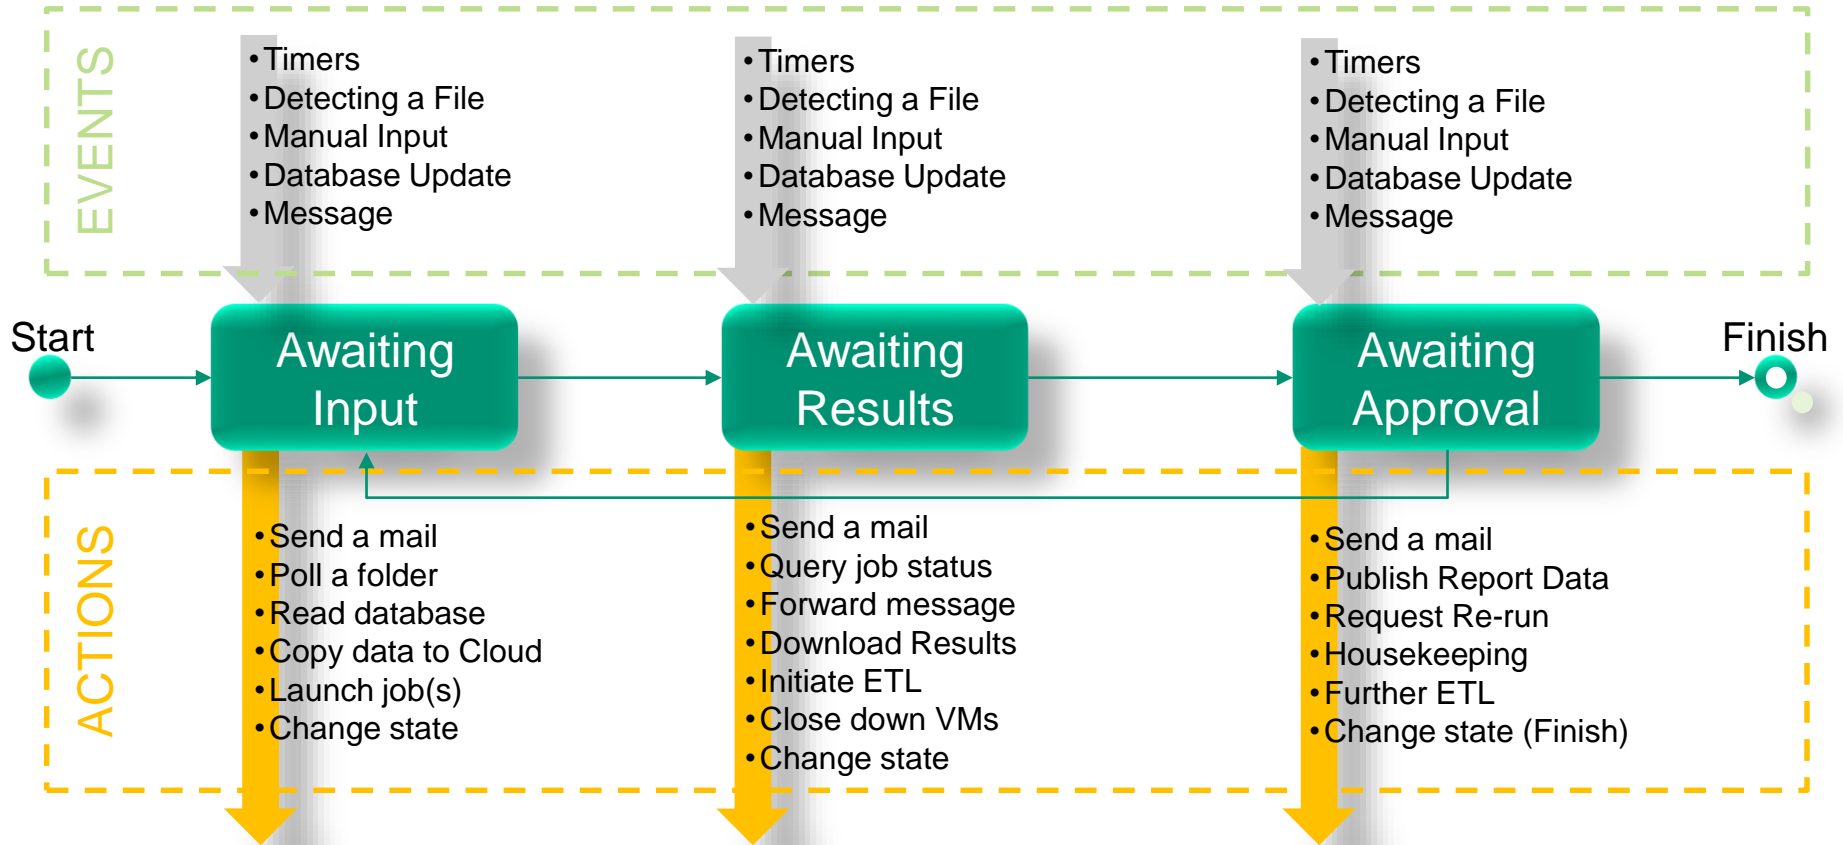 EVENTS
•Timers
•Detecting a File
•Manual Input
•Database Update
•Message
•Timers
•Detecting a File
•Manual Input
•Database Update
•Message
•Timers
•Detecting a File
•Manual Input
•Database Update
•Message
Start
Awaiting
Input
Awaiting
Results
Awaiting
Approval
Finish
ACTIONS
•Send a mail
•Poll a folder
•Read database
•Copy data to Cloud
•Launch job(s)
•Change state
•Send a mail
•Query job status
•Forward message
•Download Results
•Initiate ETL
•Close down VMs
•Change state
•Send a mail
•Publish Report Data
•Request Re-run
•Housekeeping
•Further ETL
•Change state (Finish)